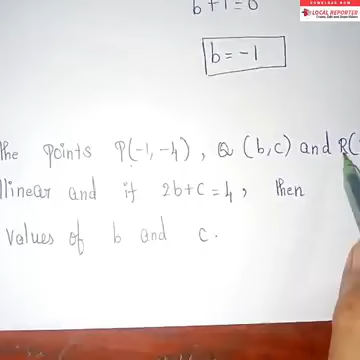 b+1=0
b=-1
LOCAL REPORTER
the points P(-1,-4), Q (b,c) and R(
llinear and if 2b+c=4, then
values of b and c.